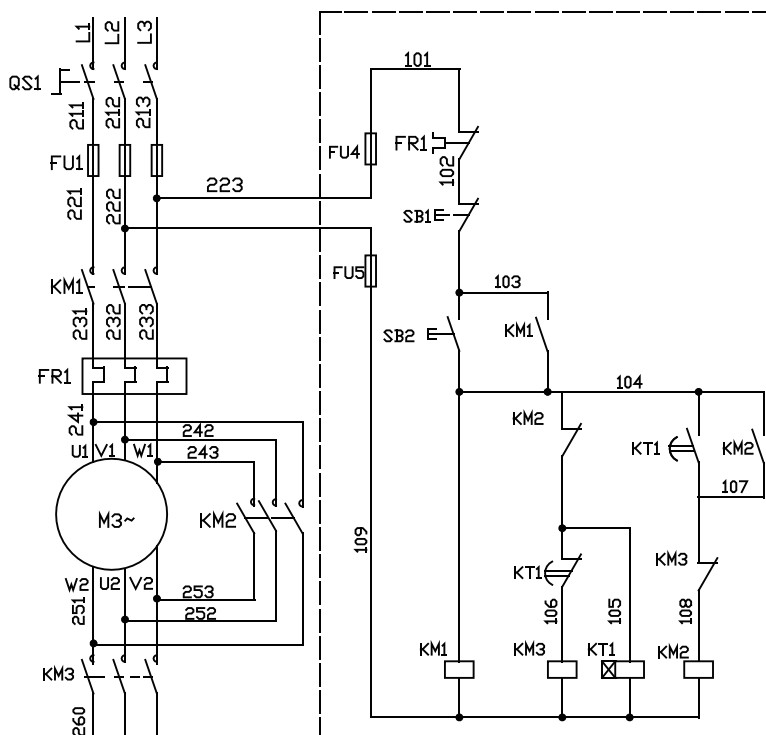 L1 L2 L3
QS1
211 212 213
FU1
221 222 223
101
FU4 FR1
102
SB1
KM1
FU5
103
231 232 233
SB2 KM1
FR1
104
241
242
243
U1 V1 W1
KM2
KT1 KM2
107
M3~
KM2
109
KT1
KM3
W2 U2 V2
251
253
252
106 105 108
KM3
KM1 KM3 KT1 KM2
260